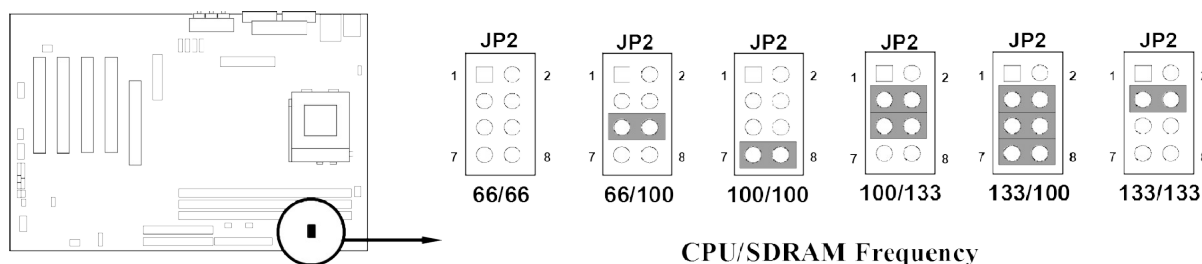 JP2 JP2 JP2 JP2 JP2 JP2
1 2 1 2 1 2 1 2 1 2 1
7 8 7 8 7 8 7 8 7 8 7
66/66 66/100 100/100 100/133 133/100 133/133
CPU/SDRAM Frequency